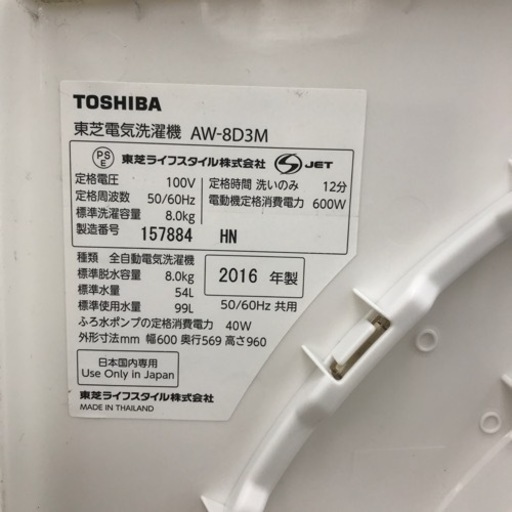 TOSHIBA
東芝電気洗濯機 AW-8D3M
PS E 東芝ライフスタイル株式会社 S JET
定格電圧 100V
定格周波数 50/60Hz
標準洗濯容量 8.0kg
製造番号 157884 HN
定格時間 洗いのみ 12分
電動機定格消費電力 600W
種類 全自動電気洗濯機
標準脱水容量 8.0kg
標準水量 54L
標準使用水量 99L
2016 年製
50/60Hz 共用
ふろ水ポンプの定格消費電力 40W
外形寸法mm 幅600 奥行569 高さ960
日本国内専用
Use Only in Japan
東芝ライフスタイル株式会社
MADE IN THAILAND